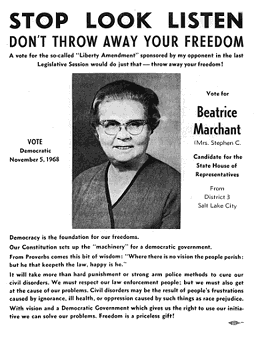 STOP LOOK LISTEN
DON'T THROW AWAY YOUR FREEDOM
A vote for the so-called "Liberty Amendment" sponsored by my opponent in the last
Legislative Session would do just that — throw away your freedom!
VOTE
Democratic
November 5, 1968
Vote for
Beatrice
Marchant
(Mrs. Stephen C.
Candidate for the
State House of
Representatives
From
District 3
Salt Lake City
Democracy is the foundation for our freedoms.
Our Constitution sets up the "machinery" for a democratic government.
From Proverbs comes this bit of wisdom: "Where there is no vision the people perish:
but he that keepeth the law, happy is he."
It will take more than hard punishment or strong arm police methods to cure our
civil disorders. We must respect our law enforcement people; but we must also get
at the cause of our problems. Civil disorders may be the result of people's frustrations
caused by ignorance, ill health, or oppression caused by such things as race prejudice.
With vision and a Democratic Government which gives us the right to use our initia-
tive we can solve our problems. Freedom is a priceless gift!